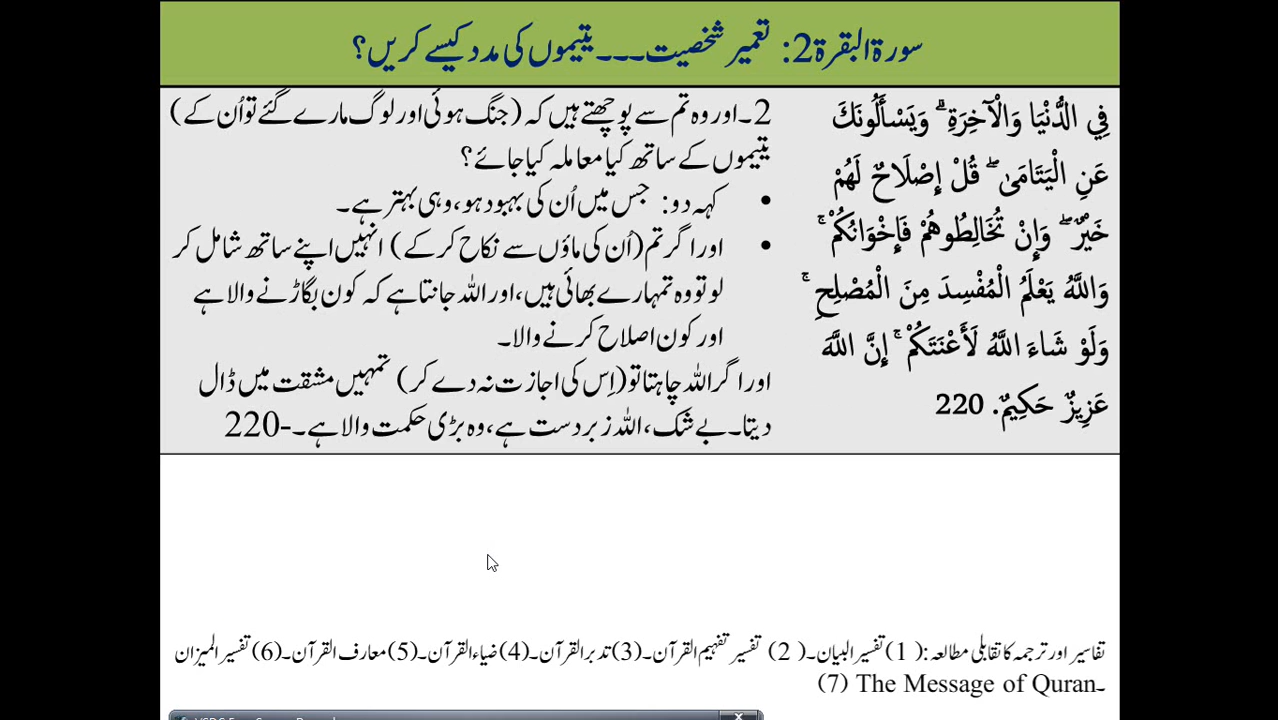 سورۃ البقرۃ 2: تعمیر شخصیت۔۔۔یتیموں کی مدد کیسے کریں؟
فِي الدُّنْيَا وَالْآخِرَةِ ۗ وَيَسْأَلُونَكَ
عَنِ الْيَتَامَىٰ ۖ قُلْ إِصْلَاحٌ لَهُمْ
خَيْرٌ ۖ وَإِنْ تُخَالِطُوهُمْ فَإِخْوَانُكُمْ ۚ
وَاللَّهُ يَعْلَمُ الْمُفْسِدَ مِنَ الْمُصْلِحِ ۚ
وَلَوْ شَاءَ اللَّهُ لَأَعْنَتَكُمْ ۚ إِنَّ اللَّهَ
عَزِيزٌ حَكِيمٌ. 220
2۔اور وہ تم سے پوچھتے ہیں کہ (جنگ ہوئی اور لوگ مارے گئے تو اُن کے)
یتیموں کے ساتھ کیا معاملہ کیا جائے؟
• کہہ دو: جس میں اُن کی بہبود ہو، وہی بہتر ہے۔
• اور اگر تم (اُن کی ماؤں سے نکاح کر کے) انہیں اپنے ساتھ شامل کر
لو تو وہ تمہارے بھائی ہیں، اور اللہ جانتا ہے کہ کون بگاڑنے والا ہے
اور کون اصلاح کرنے والا۔
اور اگر اللہ چاہتا تو (اِس کی اجازت نہ دے کر) تمہیں مشقت میں ڈال
دیتا۔ بے شک، اللہ زبردست ہے، وہ بڑی حکمت والا ہے۔-220
تفاسیر اور ترجمہ کا تقابلی مطالعہ: (1) تفسیر البیان۔(2) تفسیر تفہیم القرآن۔(3) تدبر القرآن۔(4) ضیاء القرآن۔(5) معارف القرآن۔(6) تفسیر المیزان
۔(7) The Message of Quran